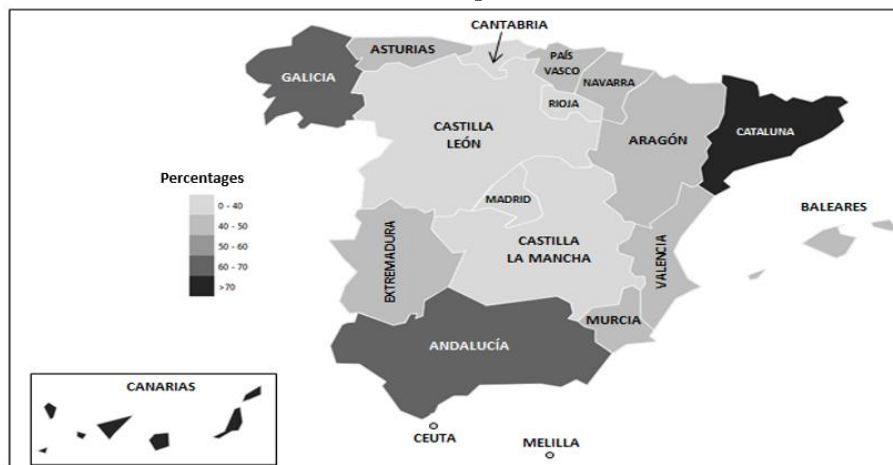 CANTABRIA
ASTURIAS
PAÍS
VASCO
GALICIA
NAVARRA
RIOJA
CASTILLA
LEÓN
ARAGÓN
CATALUNA
Percentages
0 - 40
40 - 50
50 - 60
60 - 70
>70
MADRID
BALEARES
CASTILLA
LA MANCHA
EXTREMADURA
VALENCIA
MURCIA
ANDALUCÍA
CANARIAS
CEUTA
MELILLA